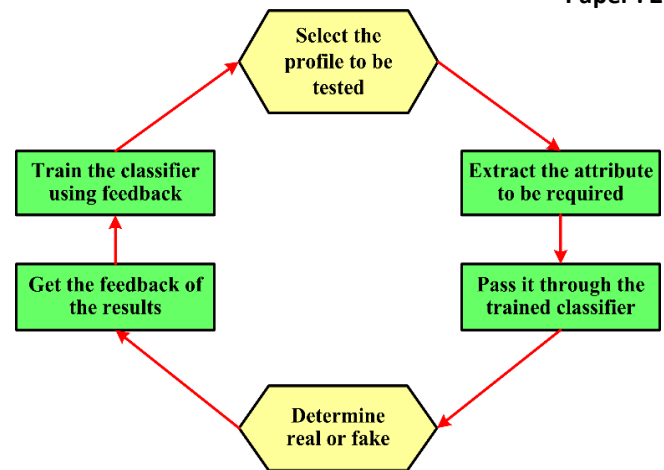 Select the
profile to be
tested
Extract the attribute
to be required
Pass it through the
trained classifier
Determine
real or fake
Get the feedback of
the results
Train the classifier
using feedback